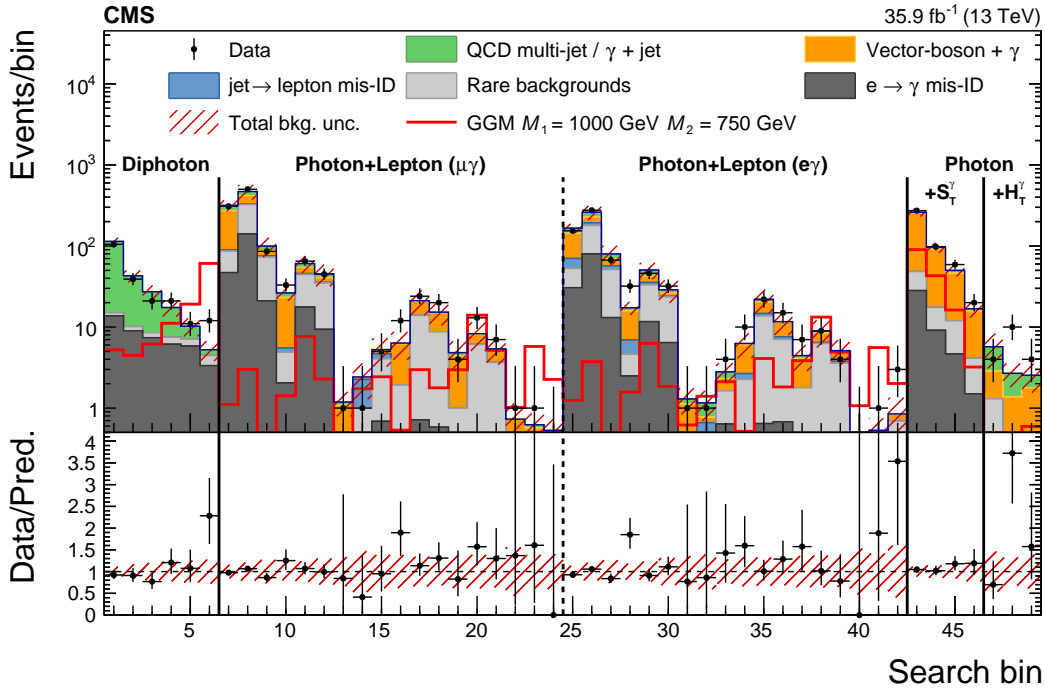 CMS 35.9 fb⁻¹ (13 TeV)
Events/bin
Data
QCD multi-jet / γ + jet
Vector-boson + γ
jet → lepton mis-ID
Rare backgrounds
e → γ mis-ID
Total bkg. unc.
GGM M₁ = 1000 GeV M₂ = 750 GeV
Diphoton
Photon+Lepton (μγ)
Photon+Lepton (eγ)
Photon
+S_T^γ
+H_T^γ
10⁴
10³
10²
10
1
Data/Pred.
4
3.5
3
2.5
2
1.5
1
0.5
0
5 10 15 20 25 30 35 40 45
Search bin